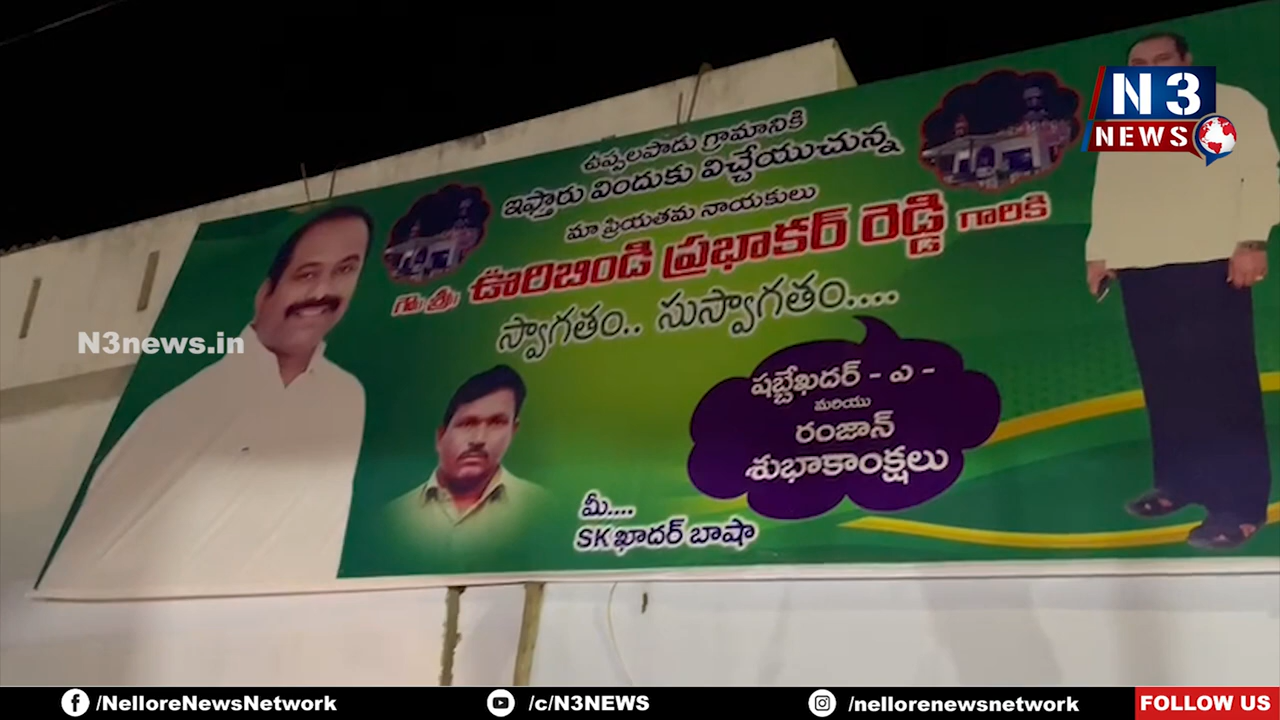 ఉప్పలపాడు గ్రామానికి
ఇఫ్తారు విందుకు విచ్చేయుచున్న
మా ప్రియతమ నాయకులు
గౌ౹ శ్రీ౹౹ ఊరిబిండి ప్రభాకర్ రెడ్డి గారికి
స్వాగతం.. సుస్వాగతం....
షబ్బేఖదర్ - ఎ -
మరియు
రంజాన్
శుభాకాంక్షలు
మీ....
SK ఖాదర్ బాషా
N3
NEWS
N3news.in
/NelloreNewsNetwork
/c/N3NEWS
/nellorenewsnetwork
FOLLOW US